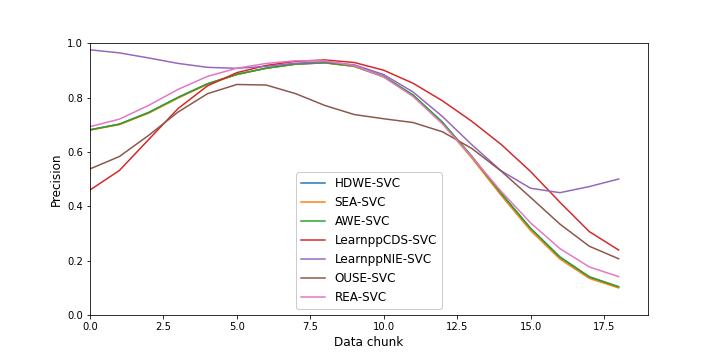 1.0
0.8
0.6
0.4
0.2
0.0
Precision
HDWE-SVC
SEA-SVC
AWE-SVC
LearnppCDS-SVC
LearnppNIE-SVC
OUSE-SVC
REA-SVC
0.0 2.5 5.0 7.5 10.0 12.5 15.0 17.5
Data chunk